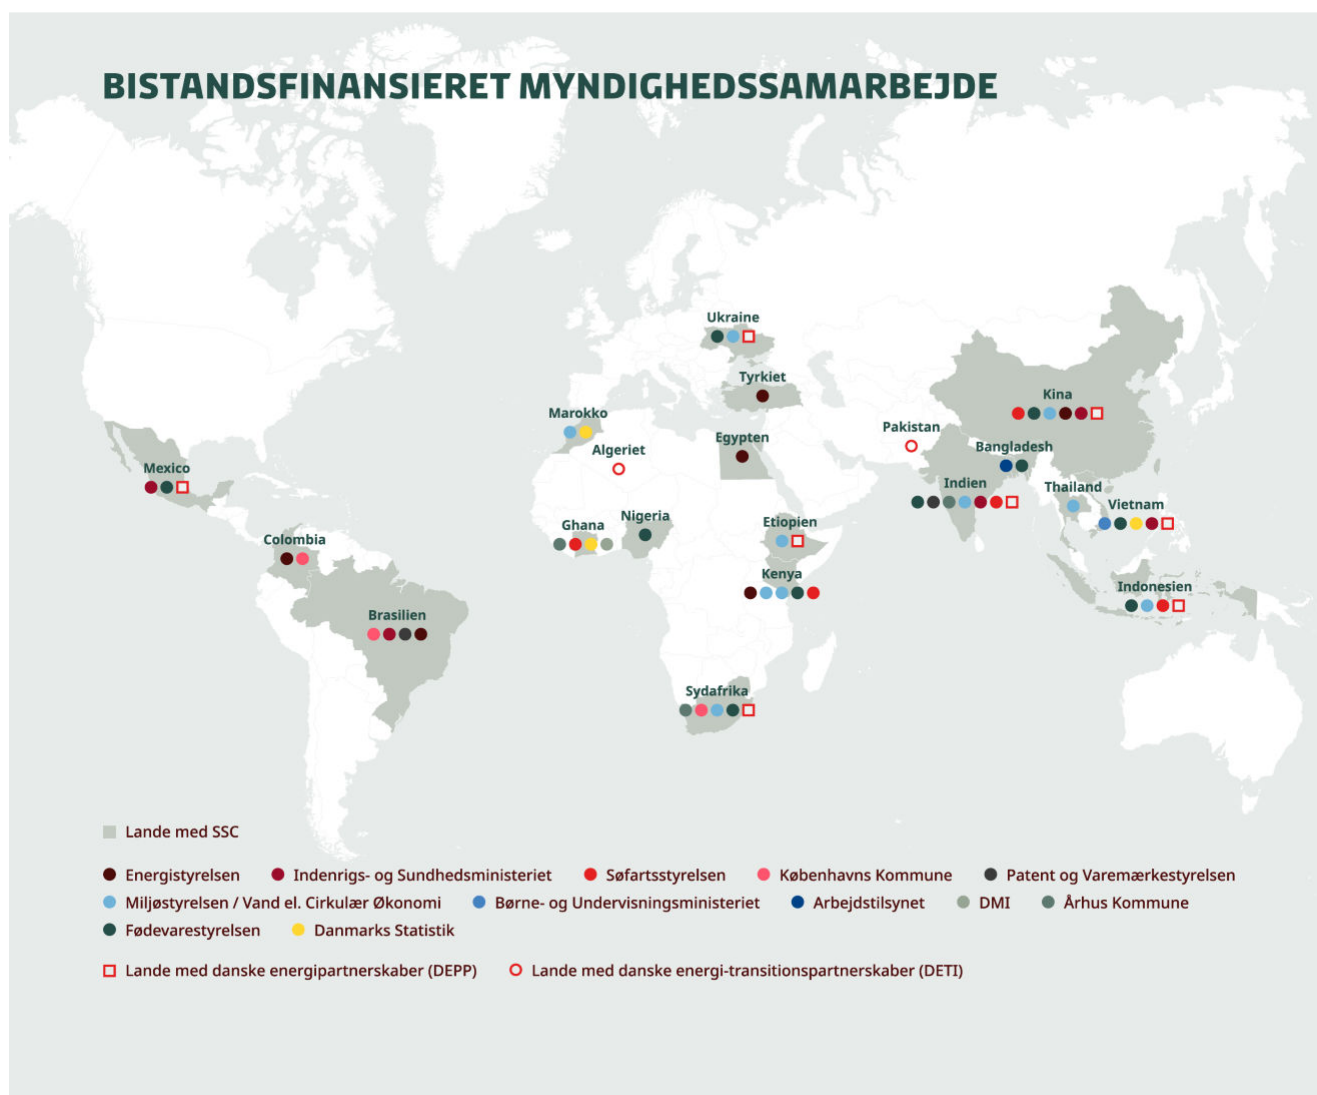 BISTANDSFINANSIERET MYNDIGHEDSSAMARBEJDE
Ukraine
Tyrkiet
Kina
Marokko
Pakistan
Egypten
Bangladesh
Algeriet
Mexico
Indien
Thailand
Vietnam
Nigeria
Etiopien
Ghana
Colombia
Kenya
Indonesien
Brasilien
Sydafrika
Lande med SSC
Energistyrelsen Indenrigs- og Sundhedsministeriet Søfartsstyrelsen Københavns Kommune Patent og Varemærkestyrelsen
Miljøstyrelsen / Vand el. Cirkulær Økonomi Børne- og Undervisningsministeriet Arbejdstilsynet DMI Århus Kommune
Fødevarestyrelsen Danmarks Statistik
Lande med danske energipartnerskaber (DEPP) Lande med danske energi-transitionspartnerskaber (DETI)